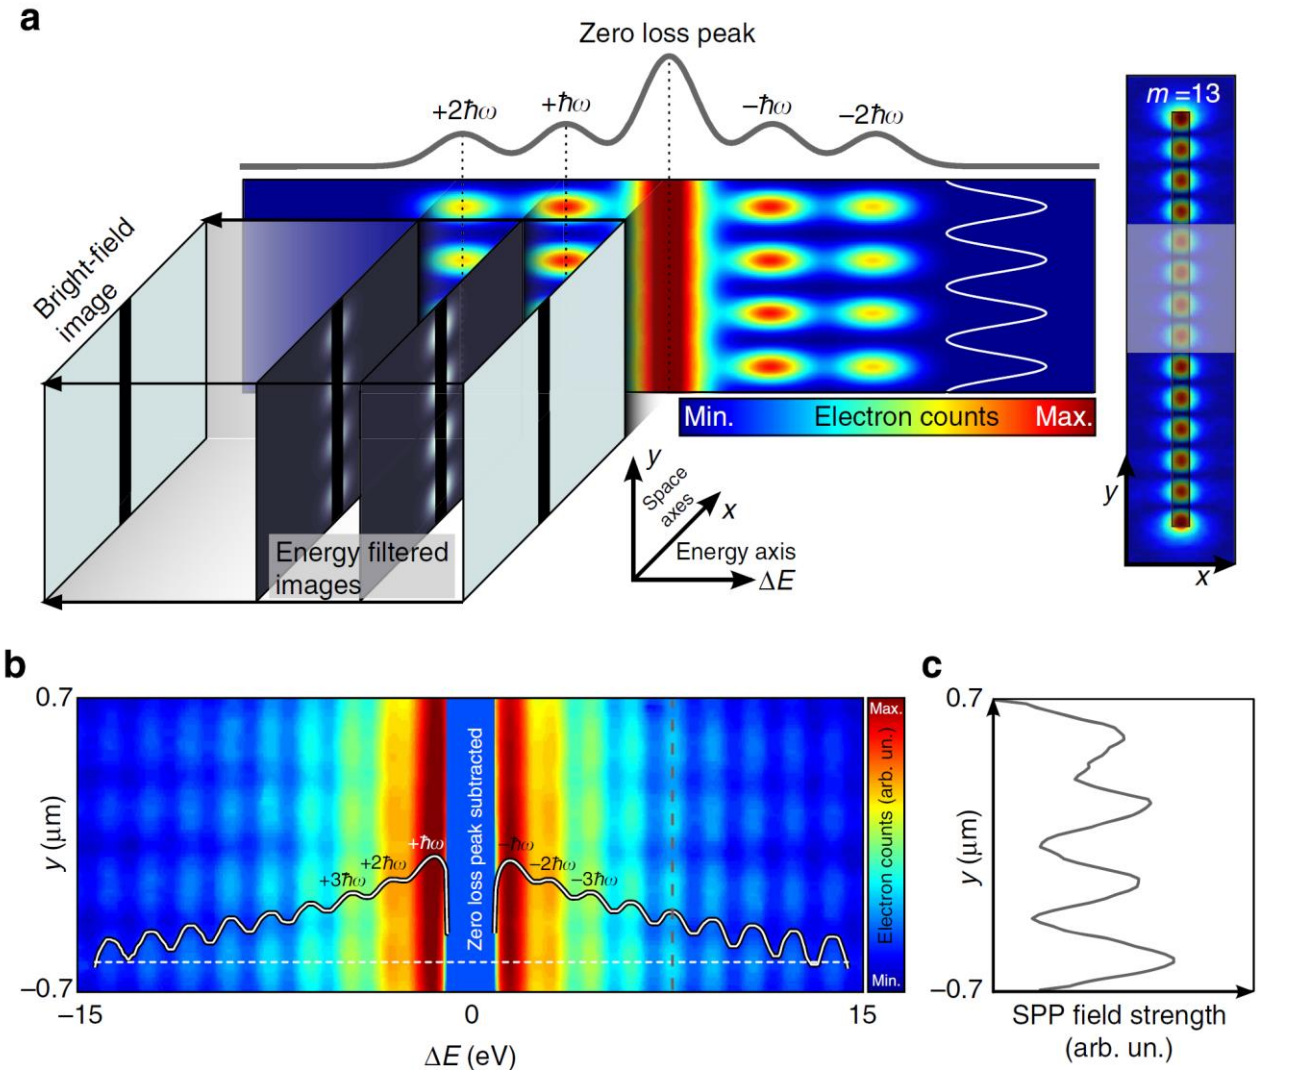 a
Zero loss peak
+2ħω
+ħω
−ħω
−2ħω
m =13
Bright-field
image
Min.
Electron counts
Max.
y
Space
axes
x
Energy axis
ΔE
Energy filtered
images
y
x
b
0.7
y (μm)
−0.7
+3ħω
+2ħω
+ħω
Zero loss peak subtracted
−ħω
−2ħω
−3ħω
Max.
Electron counts (arb. un.)
Min.
−15
0
15
ΔE (eV)
c
0.7
y (μm)
−0.7
SPP field strength
(arb. un.)